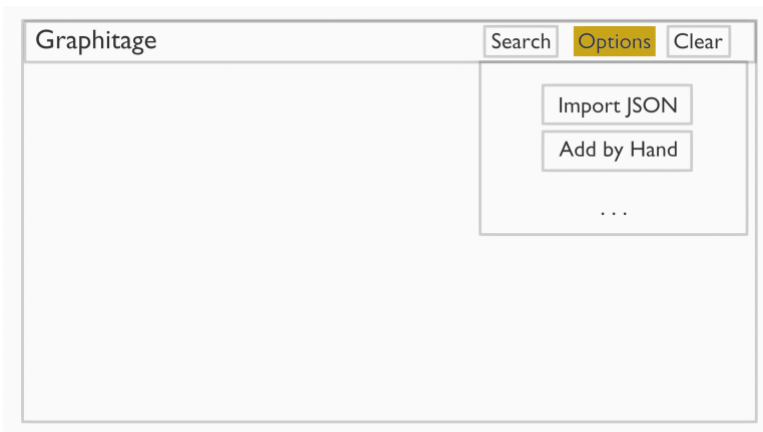 Graphitage Search Options Clear
Import JSON
Add by Hand
. . .